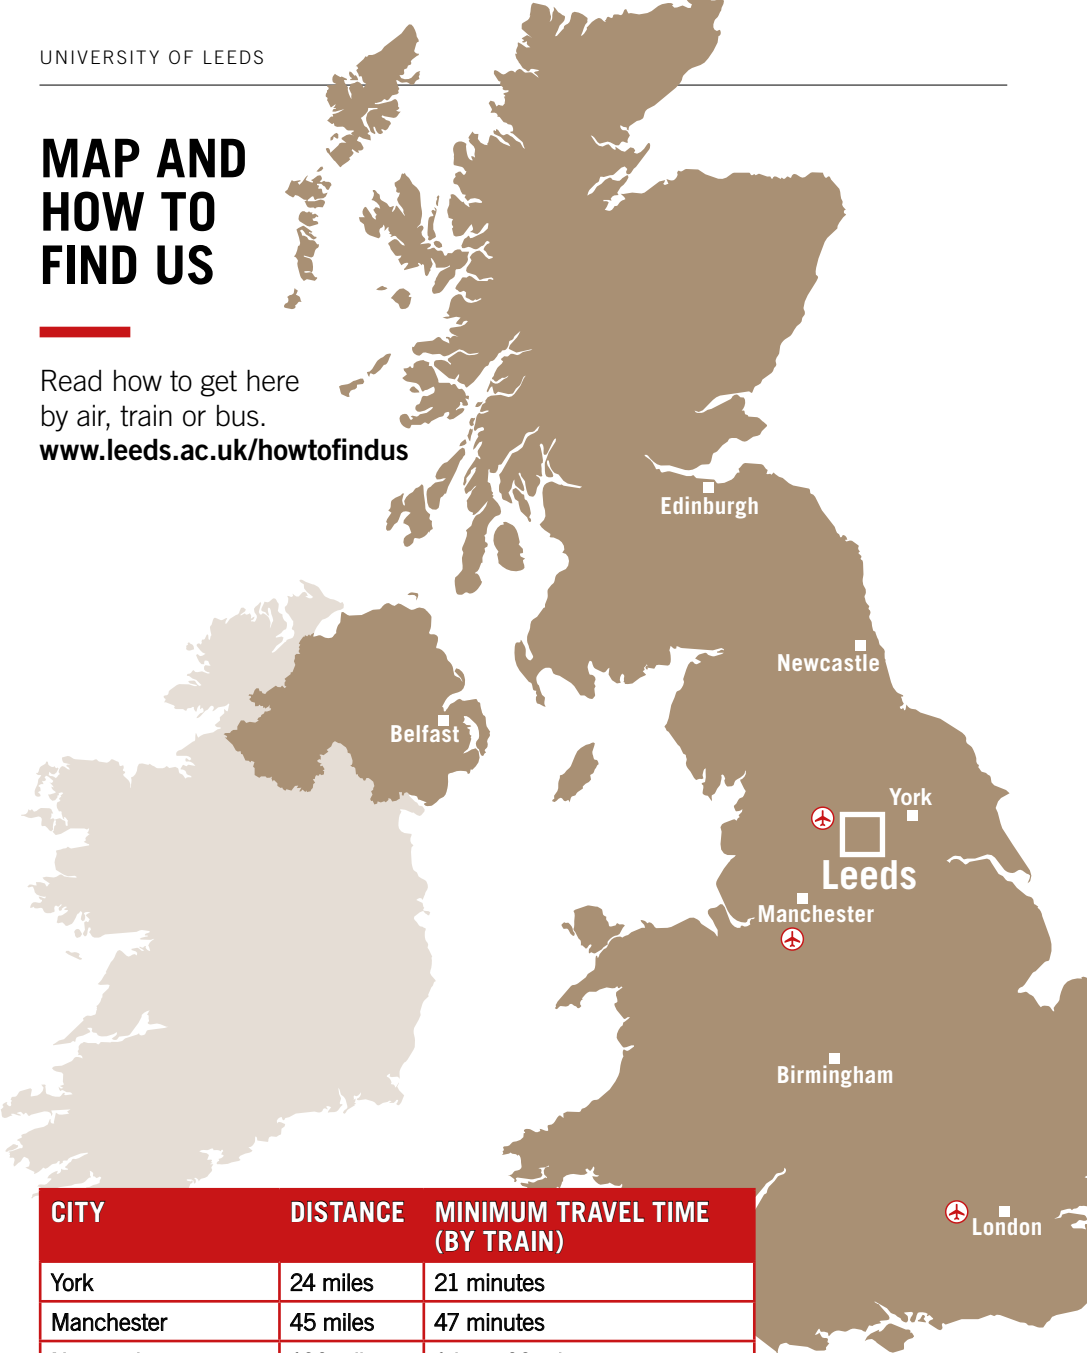 UNIVERSITY OF LEEDS
MAP AND
HOW TO
FIND US
Read how to get here
by air, train or bus.
www.leeds.ac.uk/howtofindus
Edinburgh
Newcastle
Belfast
York
Leeds
Manchester
Birmingham
London
CITY DISTANCE MINIMUM TRAVEL TIME
(BY TRAIN)
York 24 miles 21 minutes
Manchester 45 miles 47 minutes